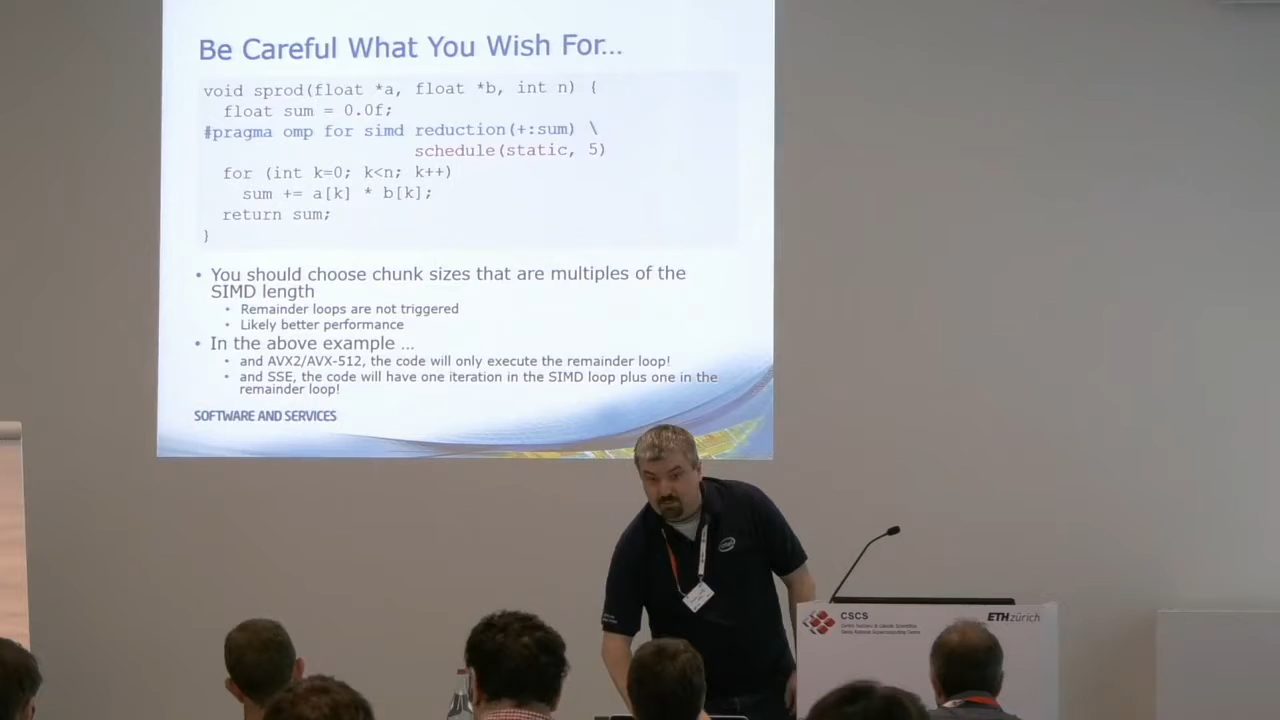 Be Careful What You Wish For...
void sprod(float *a, float *b, int n) {
float sum = 0.0f;
#pragma omp for simd reduction(+:sum) \
schedule(static, 5)
for (int k=0; k<n; k++)
sum += a[k] * b[k];
return sum;
}
• You should choose chunk sizes that are multiples of the
SIMD length
• Remainder loops are not triggered
• Likely better performance
• In the above example ...
• and AVX2/AVX-512, the code will only execute the remainder loop!
• and SSE, the code will have one iteration in the SIMD loop plus one in the
remainder loop!
SOFTWARE AND SERVICES
intel
CSCS
ETH zürich